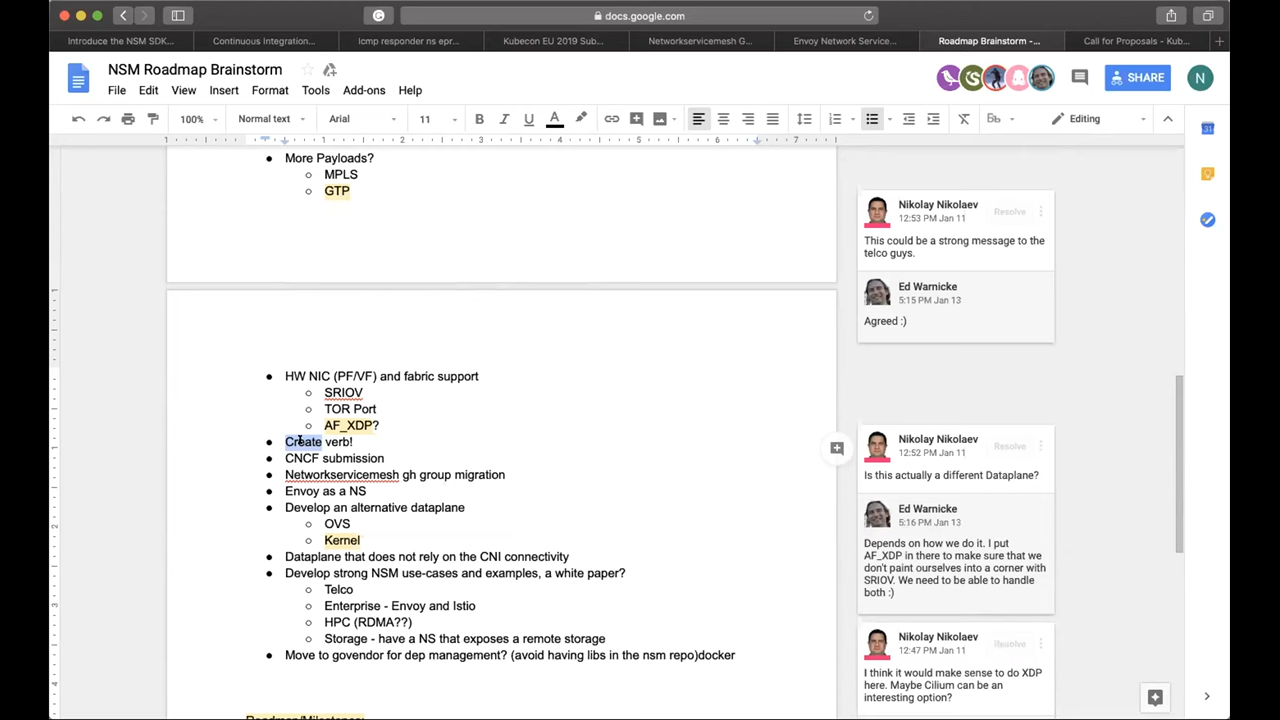 docs.google.com
Introduce the NSM SDK...
Continuous Integration...
Icmp responder ns epr...
Kubecon EU 2019 Sub...
Networkservicemesh G...
Envoy Network Service...
Roadmap Brainstorm -...
Call for Proposals - Kub...
NSM Roadmap Brainstorm
SHARE
N
File Edit View Insert Format Tools Add-ons Help
100% Normal text Arial 11 B I U A Editing
1 1 2 3 4 5 6 7
More Payloads?
MPLS
GTP
HW NIC (PF/VF) and fabric support
SRIOV
TOR Port
AF_XDP?
Create verb!
CNCF submission
Networkservicemesh gh group migration
Envoy as a NS
Develop an alternative dataplane
OVS
Kernel
Dataplane that does not rely on the CNI connectivity
Develop strong NSM use-cases and examples, a white paper?
Telco
Enterprise - Envoy and Istio
HPC (RDMA??)
Storage - have a NS that exposes a remote storage
Move to govendor for dep management? (avoid having libs in the nsm repo)docker
Roadmap/Milestones:
Nikolay Nikolaev
12:53 PM Jan 11
Resolve
This could be a strong message to the
telco guys.
Ed Warnicke
5:15 PM Jan 13
Agreed :)
Nikolay Nikolaev
12:52 PM Jan 11
Resolve
Is this actually a different Dataplane?
Ed Warnicke
5:16 PM Jan 13
Depends on how we do it. I put
AF_XDP in there to make sure that we
don't paint ourselves into a corner with
SRIOV. We need to be able to handle
both :)
Nikolay Nikolaev
12:47 PM Jan 11
Resolve
I think it would make sense to do XDP
here. Maybe Cilium can be an
interesting option?